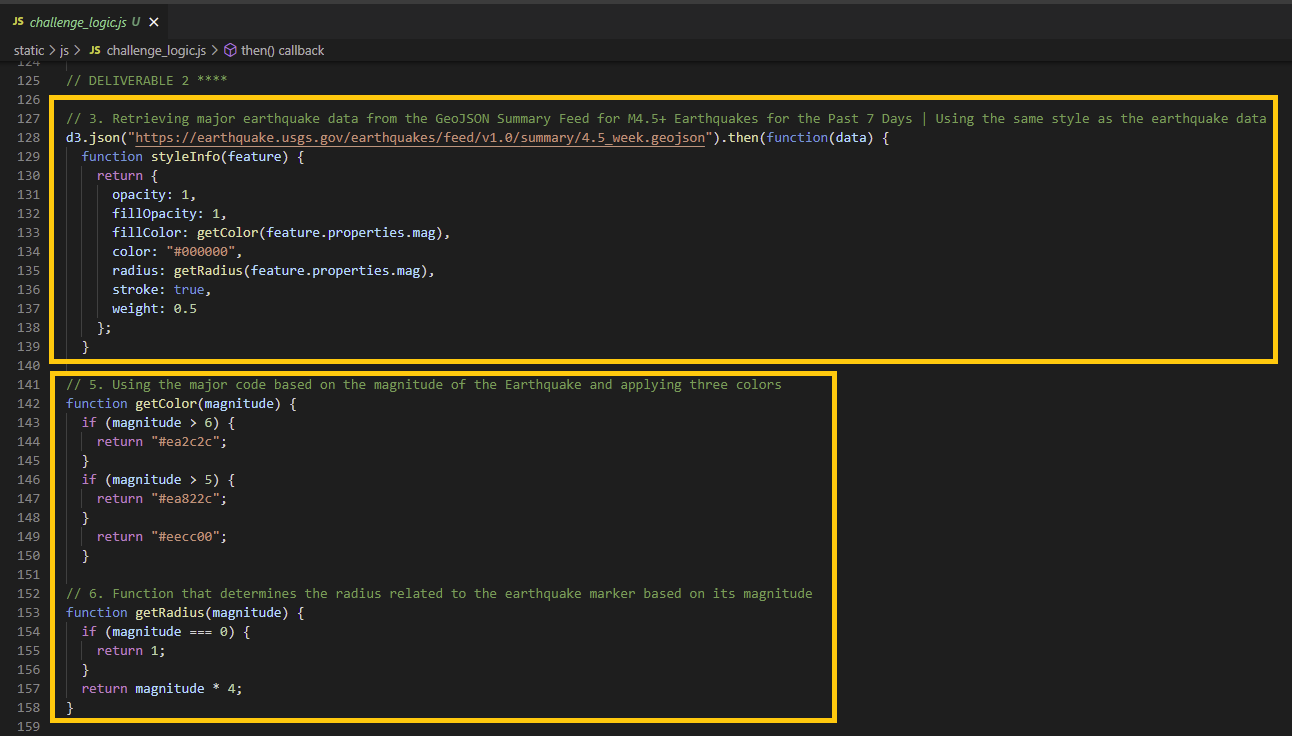 JS challenge_logic.js U ×
static > js > JS challenge_logic.js > then() callback
124
125 // DELIVERABLE 2 ****
126
127 // 3. Retrieving major earthquake data from the GeoJSON Summary Feed for M4.5+ Earthquakes for the Past 7 Days | Using the same style as the earthquake data
128 d3.json("https://earthquake.usgs.gov/earthquakes/feed/v1.0/summary/4.5_week.geojson").then(function(data) {
129   function styleInfo(feature) {
130     return {
131       opacity: 1,
132       fillOpacity: 1,
133       fillColor: getColor(feature.properties.mag),
134       color: "#000000",
135       radius: getRadius(feature.properties.mag),
136       stroke: true,
137       weight: 0.5
138     };
139   }
140
141 // 5. Using the major code based on the magnitude of the Earthquake and applying three colors
142 function getColor(magnitude) {
143   if (magnitude > 6) {
144     return "#ea2c2c";
145   }
146   if (magnitude > 5) {
147     return "#ea822c";
148   }
149     return "#eecc00";
150   }
151
152 // 6. Function that determines the radius related to the earthquake marker based on its magnitude
153 function getRadius(magnitude) {
154   if (magnitude === 0) {
155     return 1;
156   }
157   return magnitude * 4;
158 }
159